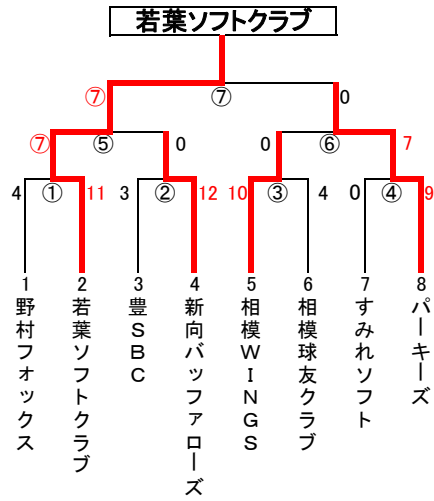 若葉ソフトクラブ
⑦ ⑦ 0
⑦ ⑤ 0 0 ⑥ 7
4 ① 11 3 ② 12 10 ③ 4 0 ④ 9
1 2 3 4 5 6 7 8
野村フォックス
若葉ソフトクラブ
豊SBC
新向バッファローズ
相模WINGS
相模球友クラブ
すみれソフト
パーキーズ